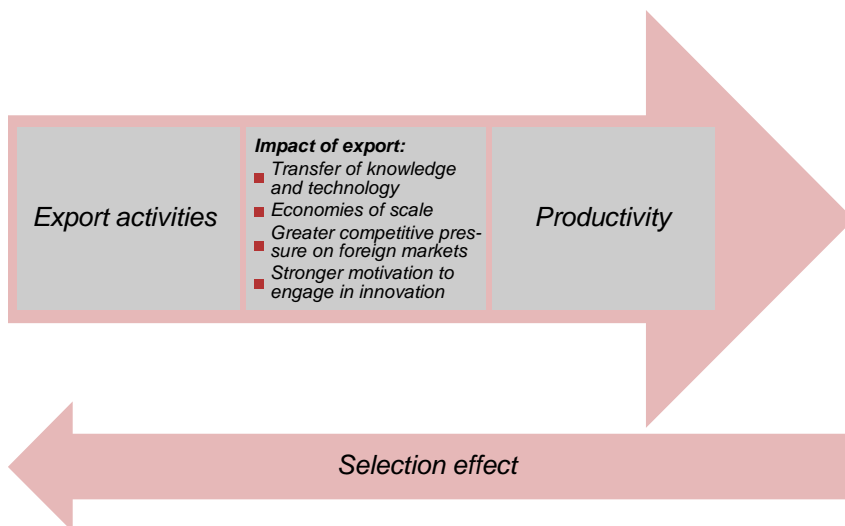 Export activities
Impact of export:
Transfer of knowledge
and technology
Economies of scale
Greater competitive pres-
sure on foreign markets
Stronger motivation to
engage in innovation
Productivity
Selection effect